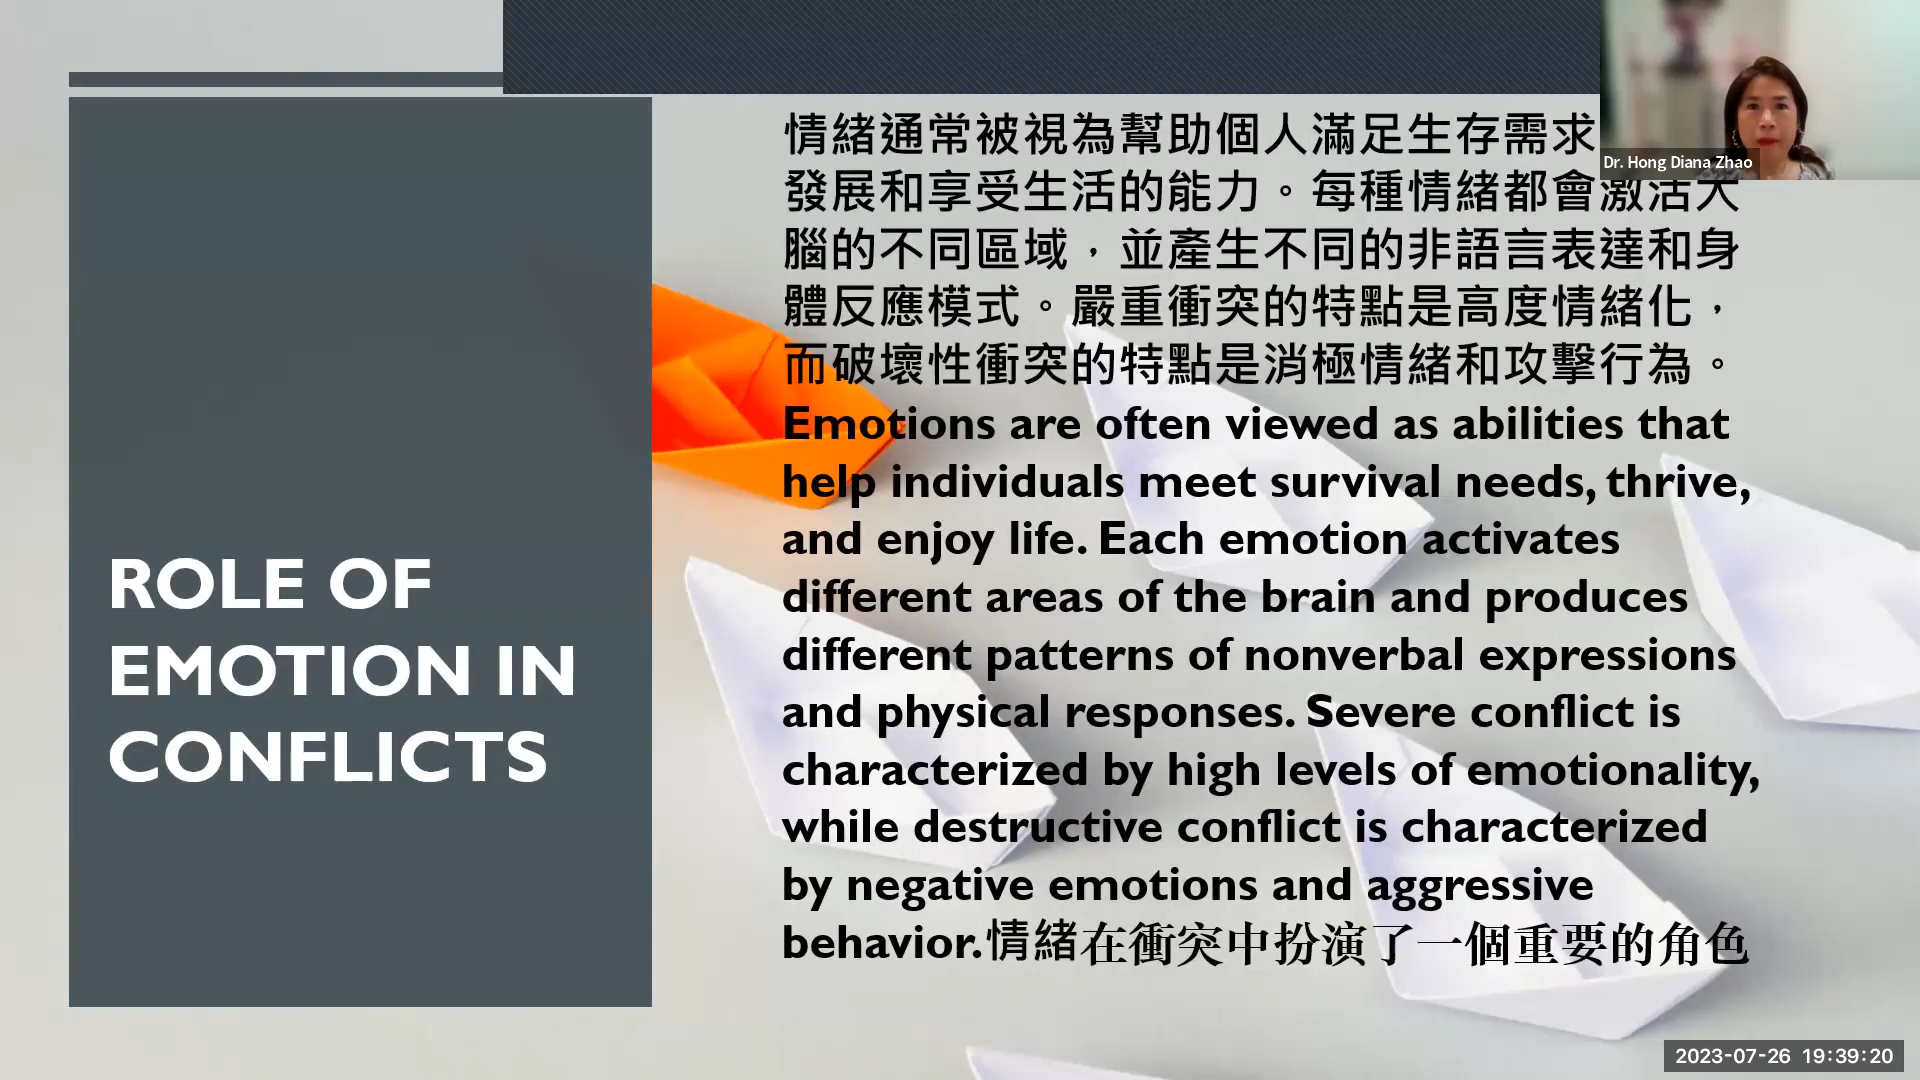 ROLE OF
EMOTION IN
CONFLICTS
情緒通常被視為幫助個人滿足生存需求
發展和享受生活的能力。每種情緒都會激活大
腦的不同區域，並產生不同的非語言表達和身
體反應模式。嚴重衝突的特點是高度情緒化，
而破壞性衝突的特點是消極情緒和攻擊行為。
Emotions are often viewed as abilities that
help individuals meet survival needs, thrive,
and enjoy life. Each emotion activates
different areas of the brain and produces
different patterns of nonverbal expressions
and physical responses. Severe conflict is
characterized by high levels of emotionality,
while destructive conflict is characterized
by negative emotions and aggressive
behavior.情緒在衝突中扮演了一個重要的角色
Dr. Hong Diana Zhao
2023-07-26 19:39:20